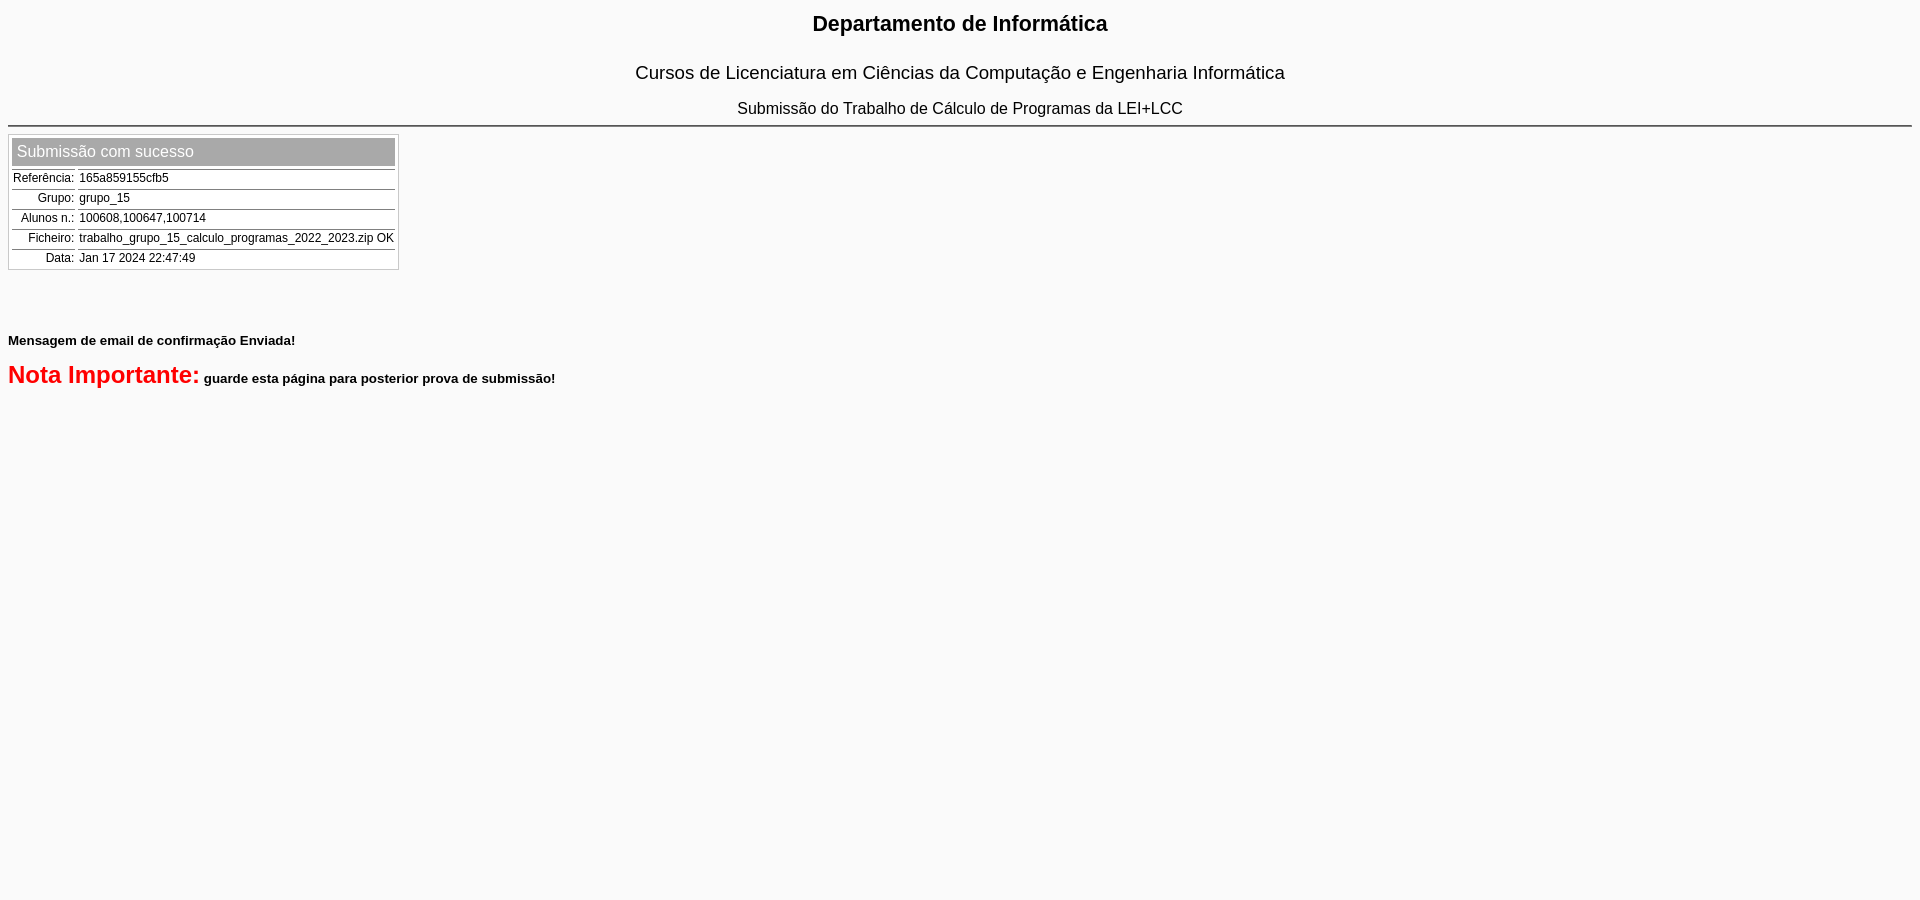 Departamento de Informática
Cursos de Licenciatura em Ciências da Computação e Engenharia Informática
Submissão do Trabalho de Cálculo de Programas da LEI+LCC
Submissão com sucesso
Referência: 165a859155cfb5
Grupo: grupo_15
Alunos n.: 100608,100647,100714
Ficheiro: trabalho_grupo_15_calculo_programas_2022_2023.zip OK
Data: Jan 17 2024 22:47:49
Mensagem de email de confirmação Enviada!
Nota Importante: guarde esta página para posterior prova de submissão!